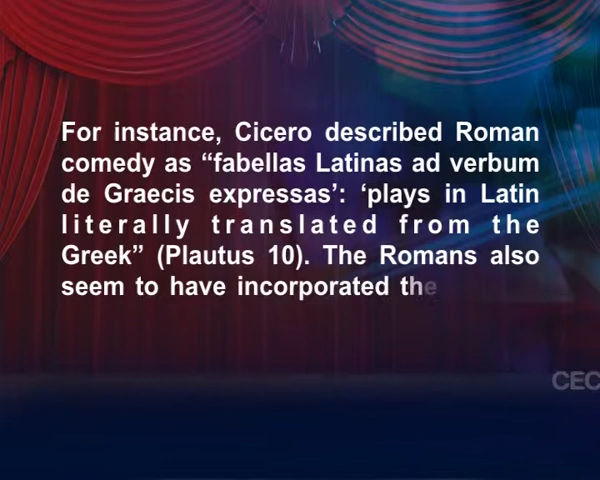 For instance, Cicero described Roman
comedy as “fabellas Latinas ad verbum
de Graecis expressas’: ‘plays in Latin
literally translated from the
Greek” (Plautus 10). The Romans also
seem to have incorporated the
CEC